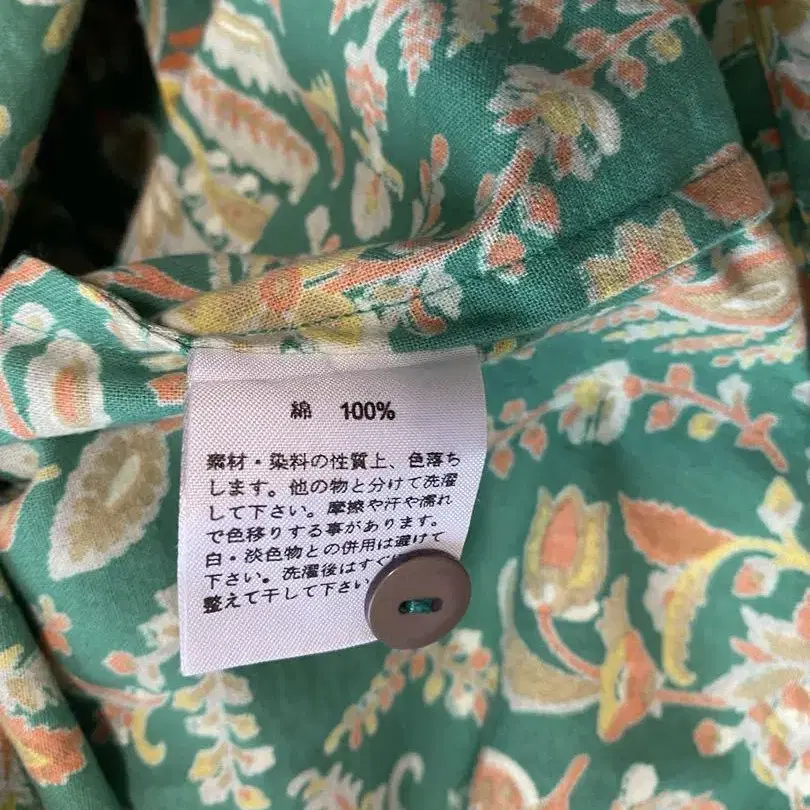 綿 100%
素材・染料の性質上、色落ち
します。他の物と分けて洗濯
して下さい。摩擦や汗や濡れ
で色移りする事があります。
白・淡色物との併用は避けて
下さい。洗濯後はすぐ
整えて干して下さい